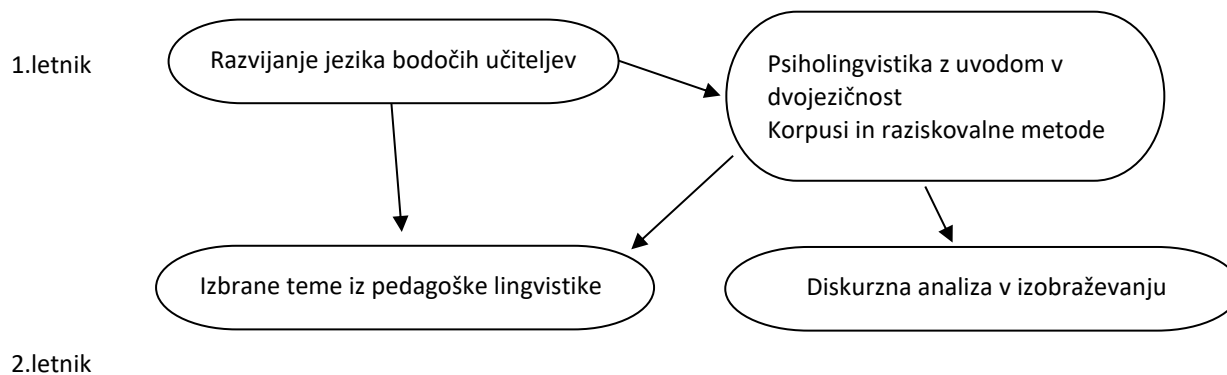 1.letnik
Razvijanje jezika bodočih učiteljev
Psiholingvistika z uvodom v
dvojezičnost
Korpusi in raziskovalne metode
Izbrane teme iz pedagoške lingvistike
Diskurzna analiza v izobraževanju
2.letnik